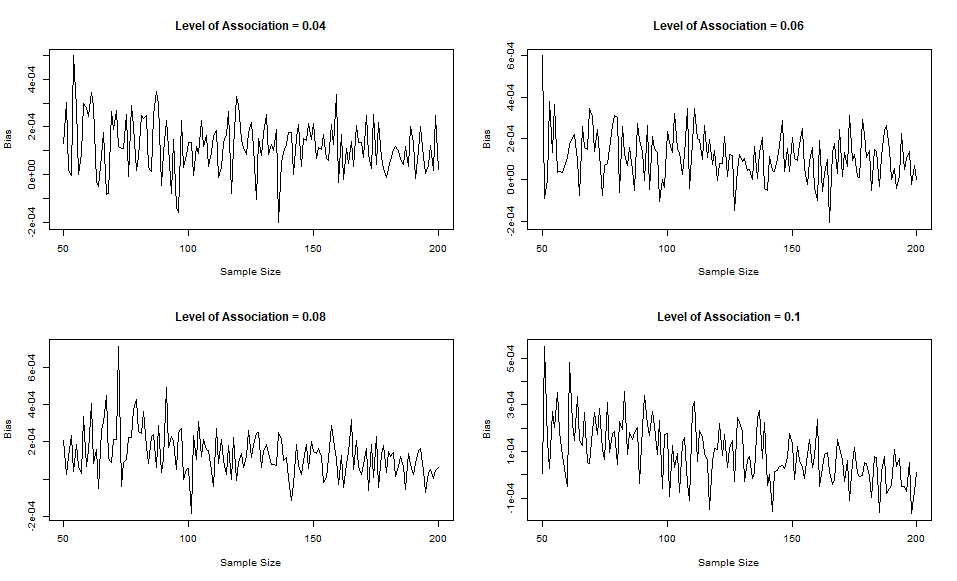 Level of Association = 0.04
Bias
-2e-04
0e+00
2e-04
4e-04
50
100
150
200
Sample Size
Level of Association = 0.06
Bias
-2e-04
0e+00
2e-04
4e-04
6e-04
50
100
150
200
Sample Size
Level of Association = 0.08
Bias
-2e-04
2e-04
4e-04
6e-04
50
100
150
200
Sample Size
Level of Association = 0.1
Bias
-1e-04
1e-04
3e-04
5e-04
50
100
150
200
Sample Size